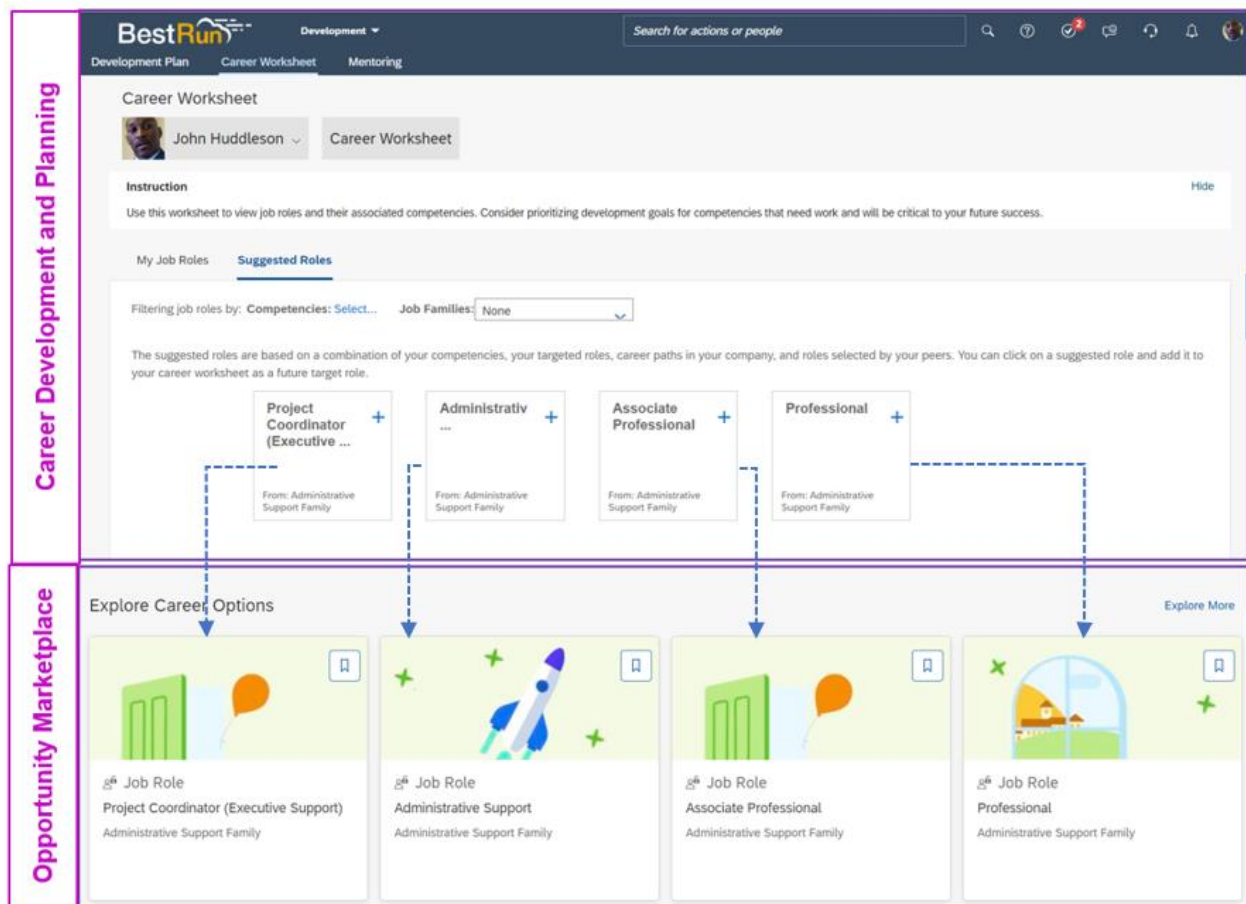 Career Development and Planning
BestRun
Development
Search for actions or people
2
Development Plan
Career Worksheet
Mentoring
Career Worksheet
John Huddleson
Career Worksheet
Instruction
Hide
Use this worksheet to view job roles and their associated competencies. Consider prioritizing development goals for competencies that need work and will be critical to your future success.
My Job Roles
Suggested Roles
Filtering job roles by: Competencies: Select... Job Families: None
The suggested roles are based on a combination of your competencies, your targeted roles, career paths in your company, and roles selected by your peers. You can click on a suggested role and add it to
your career worksheet as a future target role.
Project
Coordinator
(Executive ...
From: Administrative
Support Family
Administrativ
...
From: Administrative
Support Family
Associate
Professional
From: Administrative
Support Family
Professional
From: Administrative
Support Family
Opportunity Marketplace
Explore Career Options
Explore More
Job Role
Project Coordinator (Executive Support)
Administrative Support Family
Job Role
Administrative Support
Administrative Support Family
Job Role
Associate Professional
Administrative Support Family
Job Role
Professional
Administrative Support Family